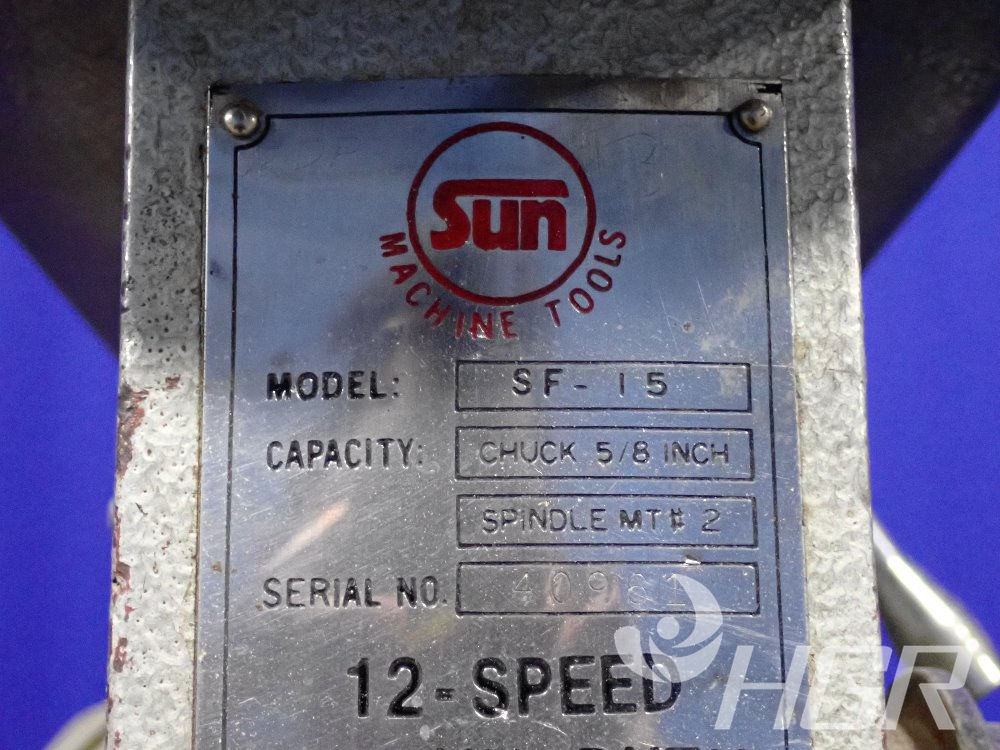 Sun
MACHINE TOOLS
MODEL: SF-15
CAPACITY: CHUCK 5/8 INCH
SPINDLE MT# 2
SERIAL NO.
12-SPEED
HGR